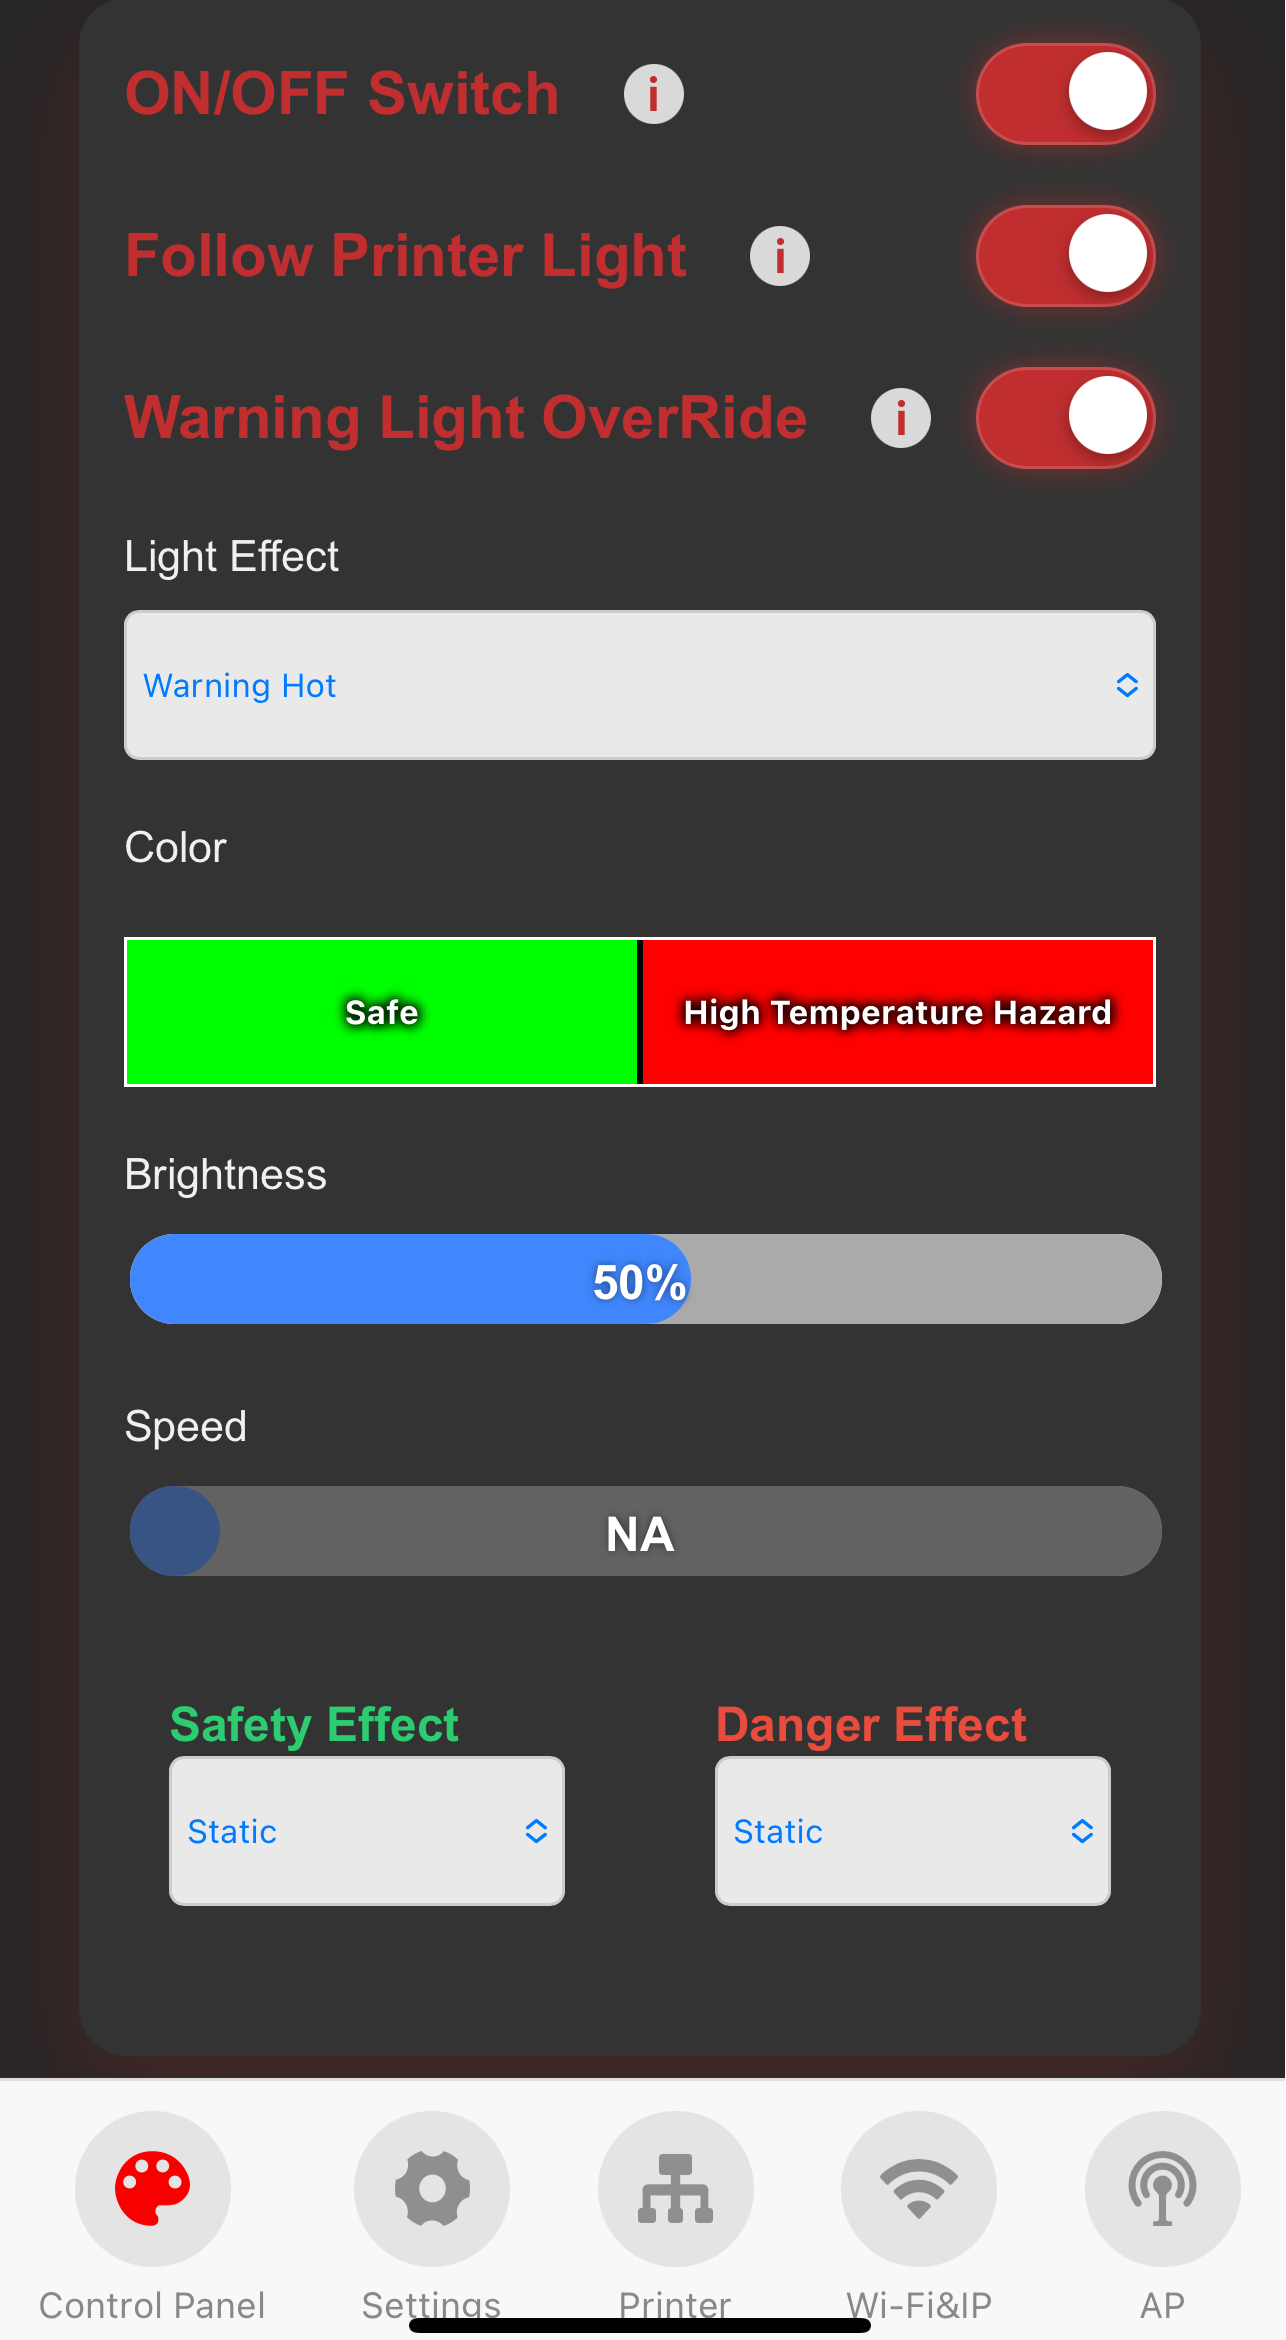 ON/OFF Switch i
Follow Printer Light i
Warning Light OverRide i
Light Effect
Warning Hot
Color
Safe High Temperature Hazard
Brightness
50%
Speed
NA
Safety Effect Danger Effect
Static Static
Control Panel Settings Printer Wi-Fi&IP AP